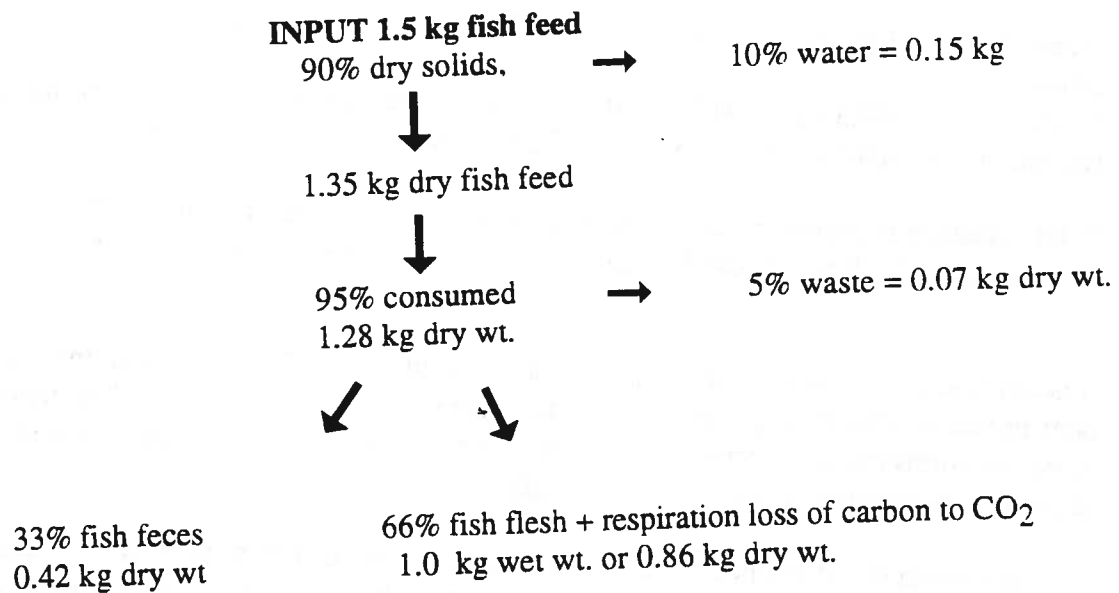 INPUT 1.5 kg fish feed
90% dry solids,
10% water = 0.15 kg
1.35 kg dry fish feed
95% consumed
1.28 kg dry wt.
5% waste = 0.07 kg dry wt.
33% fish feces
0.42 kg dry wt
66% fish flesh + respiration loss of carbon to CO2
1.0 kg wet wt. or 0.86 kg dry wt.